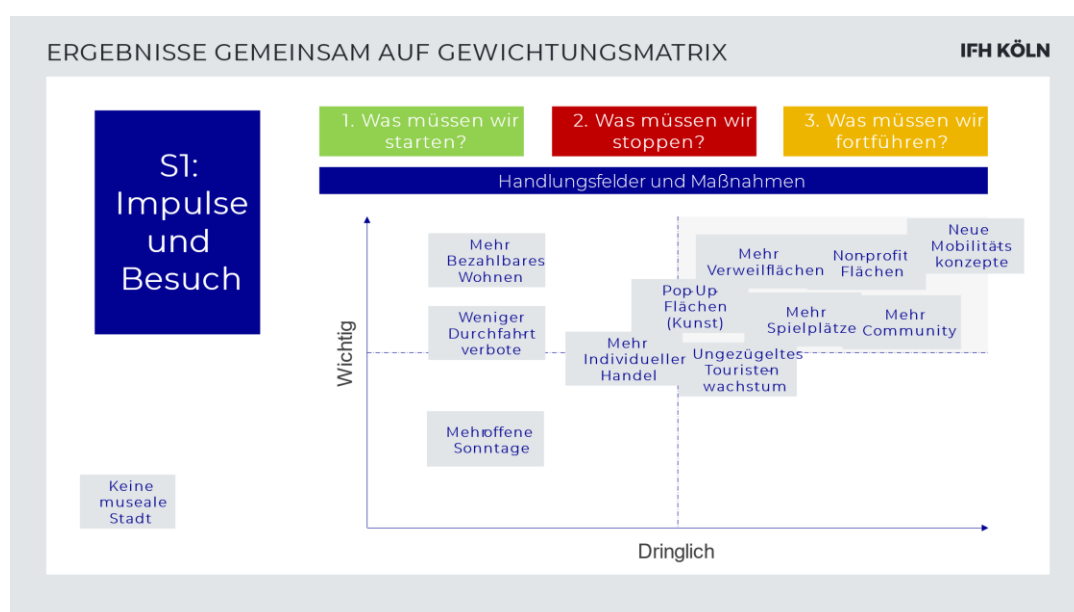 ERGEBNISSE GEMEINSAM AUF GEWICHTUNGSMATRIX
IFH KÖLN
S1:
Impulse
und
Besuch
1. Was müssen wir
starten?
2. Was müssen wir
stoppen?
3. Was müssen wir
fortführen?
Handlungsfelder und Maßnahmen
Neue
Mobilitäts
konzepte
Mehr
Bezahlbares
Wohnen
Mehr
Verweilflächen
Non-profit
Flächen
Pop-Up-
Flächen
(Kunst)
Weniger
Durchfahrt
verbote
Mehr
Spielplätze
Mehr
Community
Mehr
Individueller
Handel
Ungezügeltes
Touristen-
wachstum
Mehr offene
Sonntage
Keine
museale
Stadt
Wichtig
Dringlich